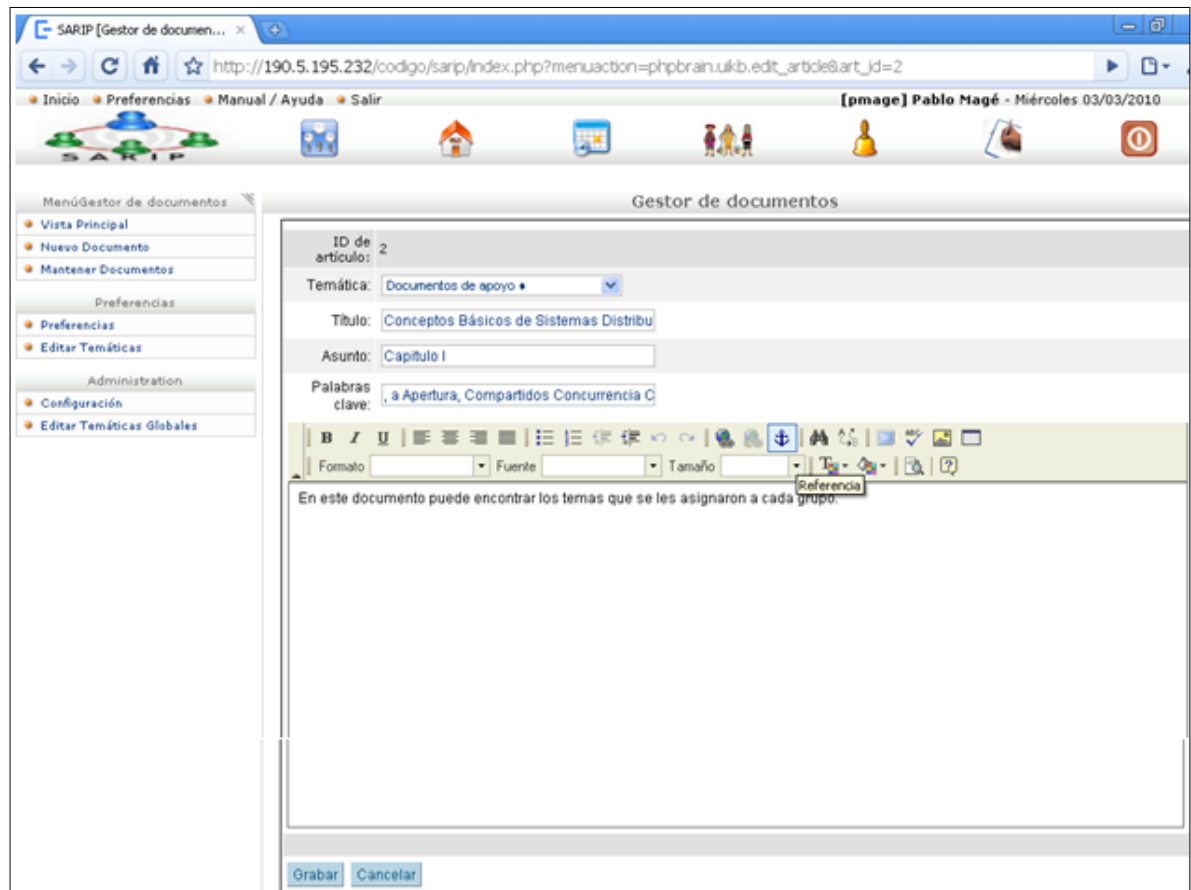 SARIP [Gestor de documen...
http://190.5.195.232/codigo/sarip/index.php?menuaction=phpbrain.uikb.edit_article&art_id=2
Inicio Preferencias Manual / Ayuda Salir [pmage] Pablo Magé - Miércoles 03/03/2010
SARIP
MenúGestor de documentos
Vista Principal
Nuevo Documento
Mantener Documentos
Preferencias
Preferencias
Editar Temáticas
Administration
Configuración
Editar Temáticas Globales
Gestor de documentos
ID de artículo: 2
Temática: Documentos de apoyo ♦
Título: Conceptos Básicos de Sistemas Distribu
Asunto: Capítulo I
Palabras clave: , a Apertura, Compartidos Concurrencia C
B I U
Formato Fuente Tamaño
Referencia
En este documento puede encontrar los temas que se les asignaron a cada grupo.
Grabar Cancelar